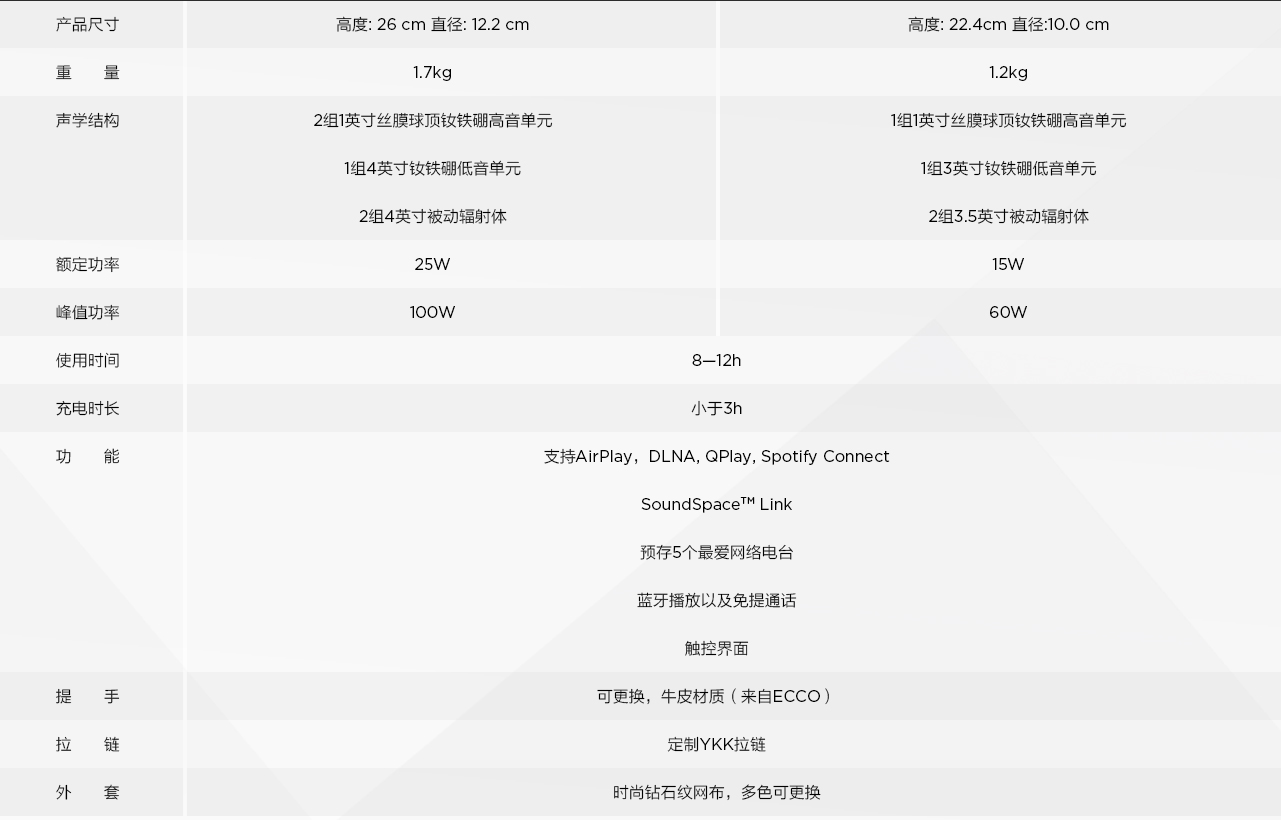 产品尺寸 高度: 26 cm 直径: 12.2 cm 高度: 22.4cm 直径:10.0 cm
重 量 1.7kg 1.2kg
声学结构 2组1英寸丝膜球顶钕铁硼高音单元 1组1英寸丝膜球顶钕铁硼高音单元
1组4英寸钕铁硼低音单元 1组3英寸钕铁硼低音单元
2组4英寸被动辐射体 2组3.5英寸被动辐射体
额定功率 25W 15W
峰值功率 100W 60W
使用时间 8—12h
充电时长 小于3h
功 能 支持AirPlay，DLNA, QPlay, Spotify Connect
SoundSpace™ Link
预存5个最爱网络电台
蓝牙播放以及免提通话
触控界面
提 手 可更换，牛皮材质（来自ECCO）
拉 链 定制YKK拉链
外 套 时尚钻石纹网布，多色可更换